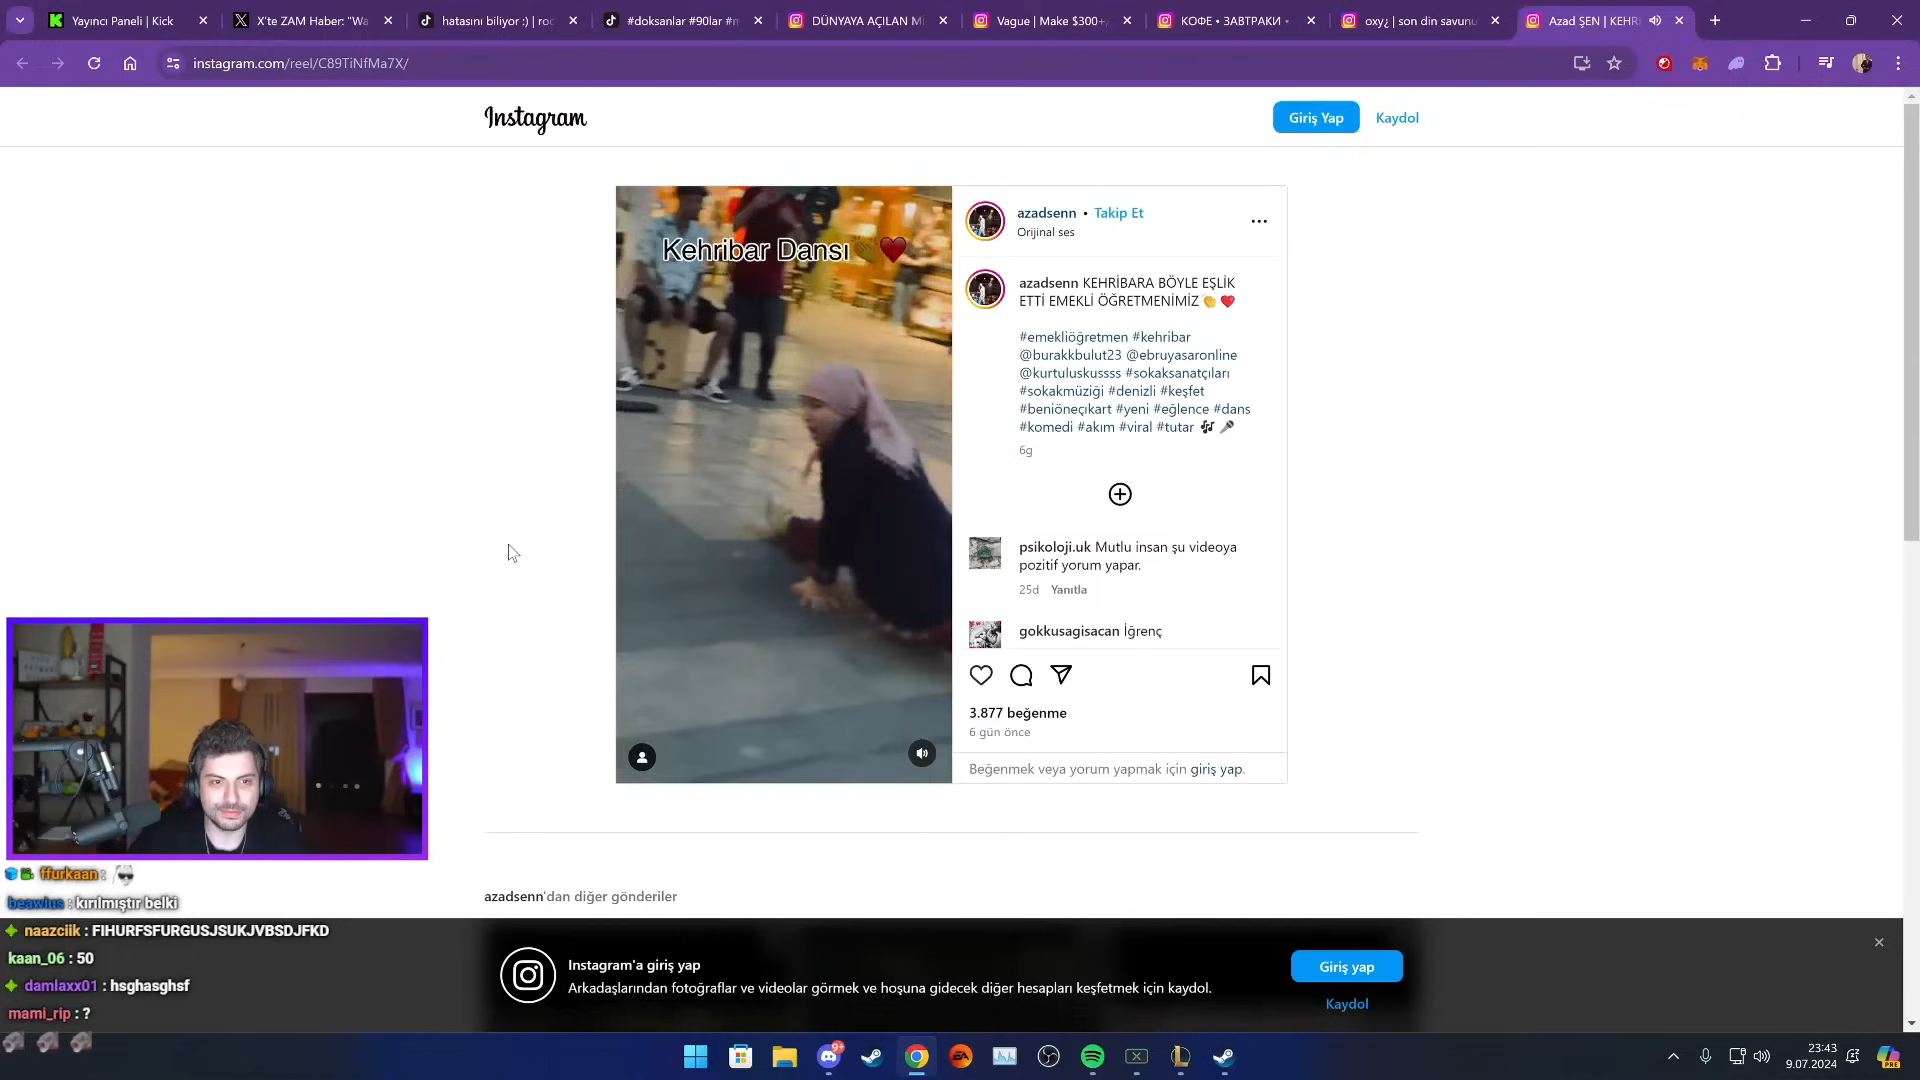 Yayıncı Paneli | Kick
X'te ZAM Haber: "Wa
hatasını biliyor :) | roc
#doksanlar #90lar #m
DÜNYAYA AÇILAN Mİ
Vague | Make $300+
КОФЕ • ЗАВТРАКИ •
oxy¿ | son din savunu
Azad ŞEN | KEHRİ
instagram.com/reel/C89TiNfMa7X/
Instagram
Giriş Yap
Kaydol
Kehribar Dansı
azadsenn • Takip Et
Orijinal ses
azadsenn KEHRİBARA BÖYLE EŞLİK
ETTİ EMEKLİ ÖĞRETMENİMİZ 👏 ❤️
#emekliöğretmen #kehribar
@burakkbulut23 @ebruyasaronline
@kurtuluskussss #sokaksanatçıları
#sokakmüziği #denizli #keşfet
#beniöneçıkart #yeni #eğlence #dans
#komedi #akım #viral #tutar 🎶 🎤
6g
psikoloji.uk Mutlu insan şu videoya
pozitif yorum yapar.
25d Yanıtla
gokkusagisacan İğrenç
3.877 beğenme
6 gün önce
Beğenmek veya yorum yapmak için giriş yap.
azadsenn'dan diğer gönderiler
ffurkaan :
beawius : kırılmıştır belki
naazciik : FIHURFSFURGUSJSUKJVBSDJFKD
kaan_06 : 50
damlaxx01 : hsghasghsf
mami_rip : ?
Instagram'a giriş yap
Arkadaşlarından fotoğraflar ve videolar görmek ve hoşuna gidecek diğer hesapları keşfetmek için kaydol.
Giriş yap
Kaydol
9+
EA
PRE
23:43
9.07.2024